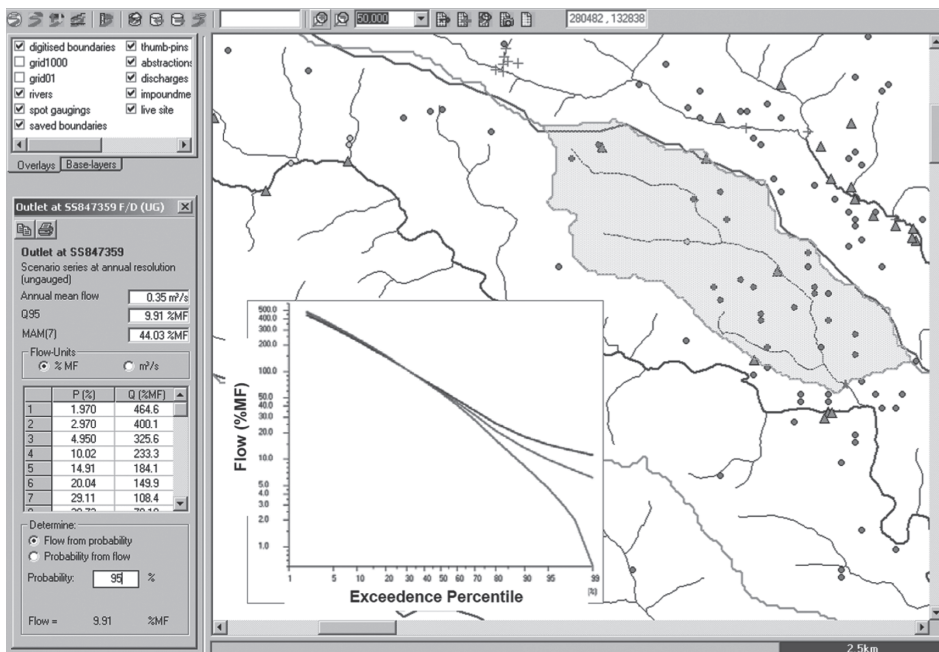 50,000
280482 , 132838
digitised boundaries
thumb-pins
grid1000
abstractions
grid01
discharges
rivers
impoundme
spot gaugings
live site
saved boundaries
Overlays
Base-layers
Outlet at SS847359 F/D (UG)
Outlet at SS847359
Scenario series at annual resolution
(ungauged)
Annual mean flow 0.35 m³/s
Q95 9.91 %MF
MAM(7) 44.03 %MF
Flow-Units
% MF m³/s
P (%) Q (%MF)
1 1.970 464.6
2 2.970 400.1
3 4.950 325.6
4 10.02 233.3
5 14.91 184.1
6 20.04 149.9
7 29.11 108.4
Determine:
Flow from probability
Probability from flow
Probability: 95 %
Flow = 9.91 %MF
Flow (%MF)
500.0
400.0
300.0
200.0
100.0
50.0
40.0
30.0
20.0
10.0
5.0
4.0
3.0
2.0
1.0
1 5 10 20 30 40 50 60 70 80 90 95 99
(%)
Exceedence Percentile
2.5km